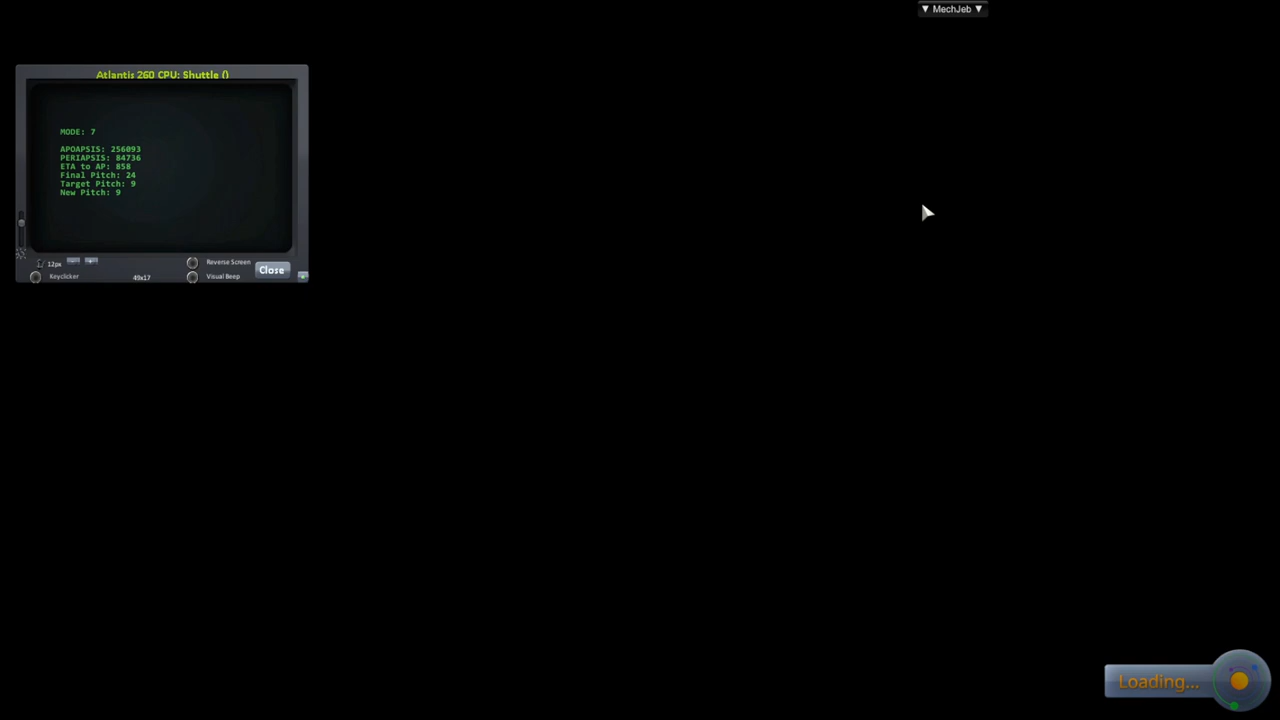 ▼ MechJeb ▼
Atlantis 260 CPU: Shuttle ()
MODE: 7
APOAPSIS: 256093
PERIAPSIS: 84736
ETA to AP: 858
Final Pitch: 24
Target Pitch: 9
New Pitch: 9
12px
Reverse Screen
Close
Keyclicker
49x17
Visual Beep
Loading...